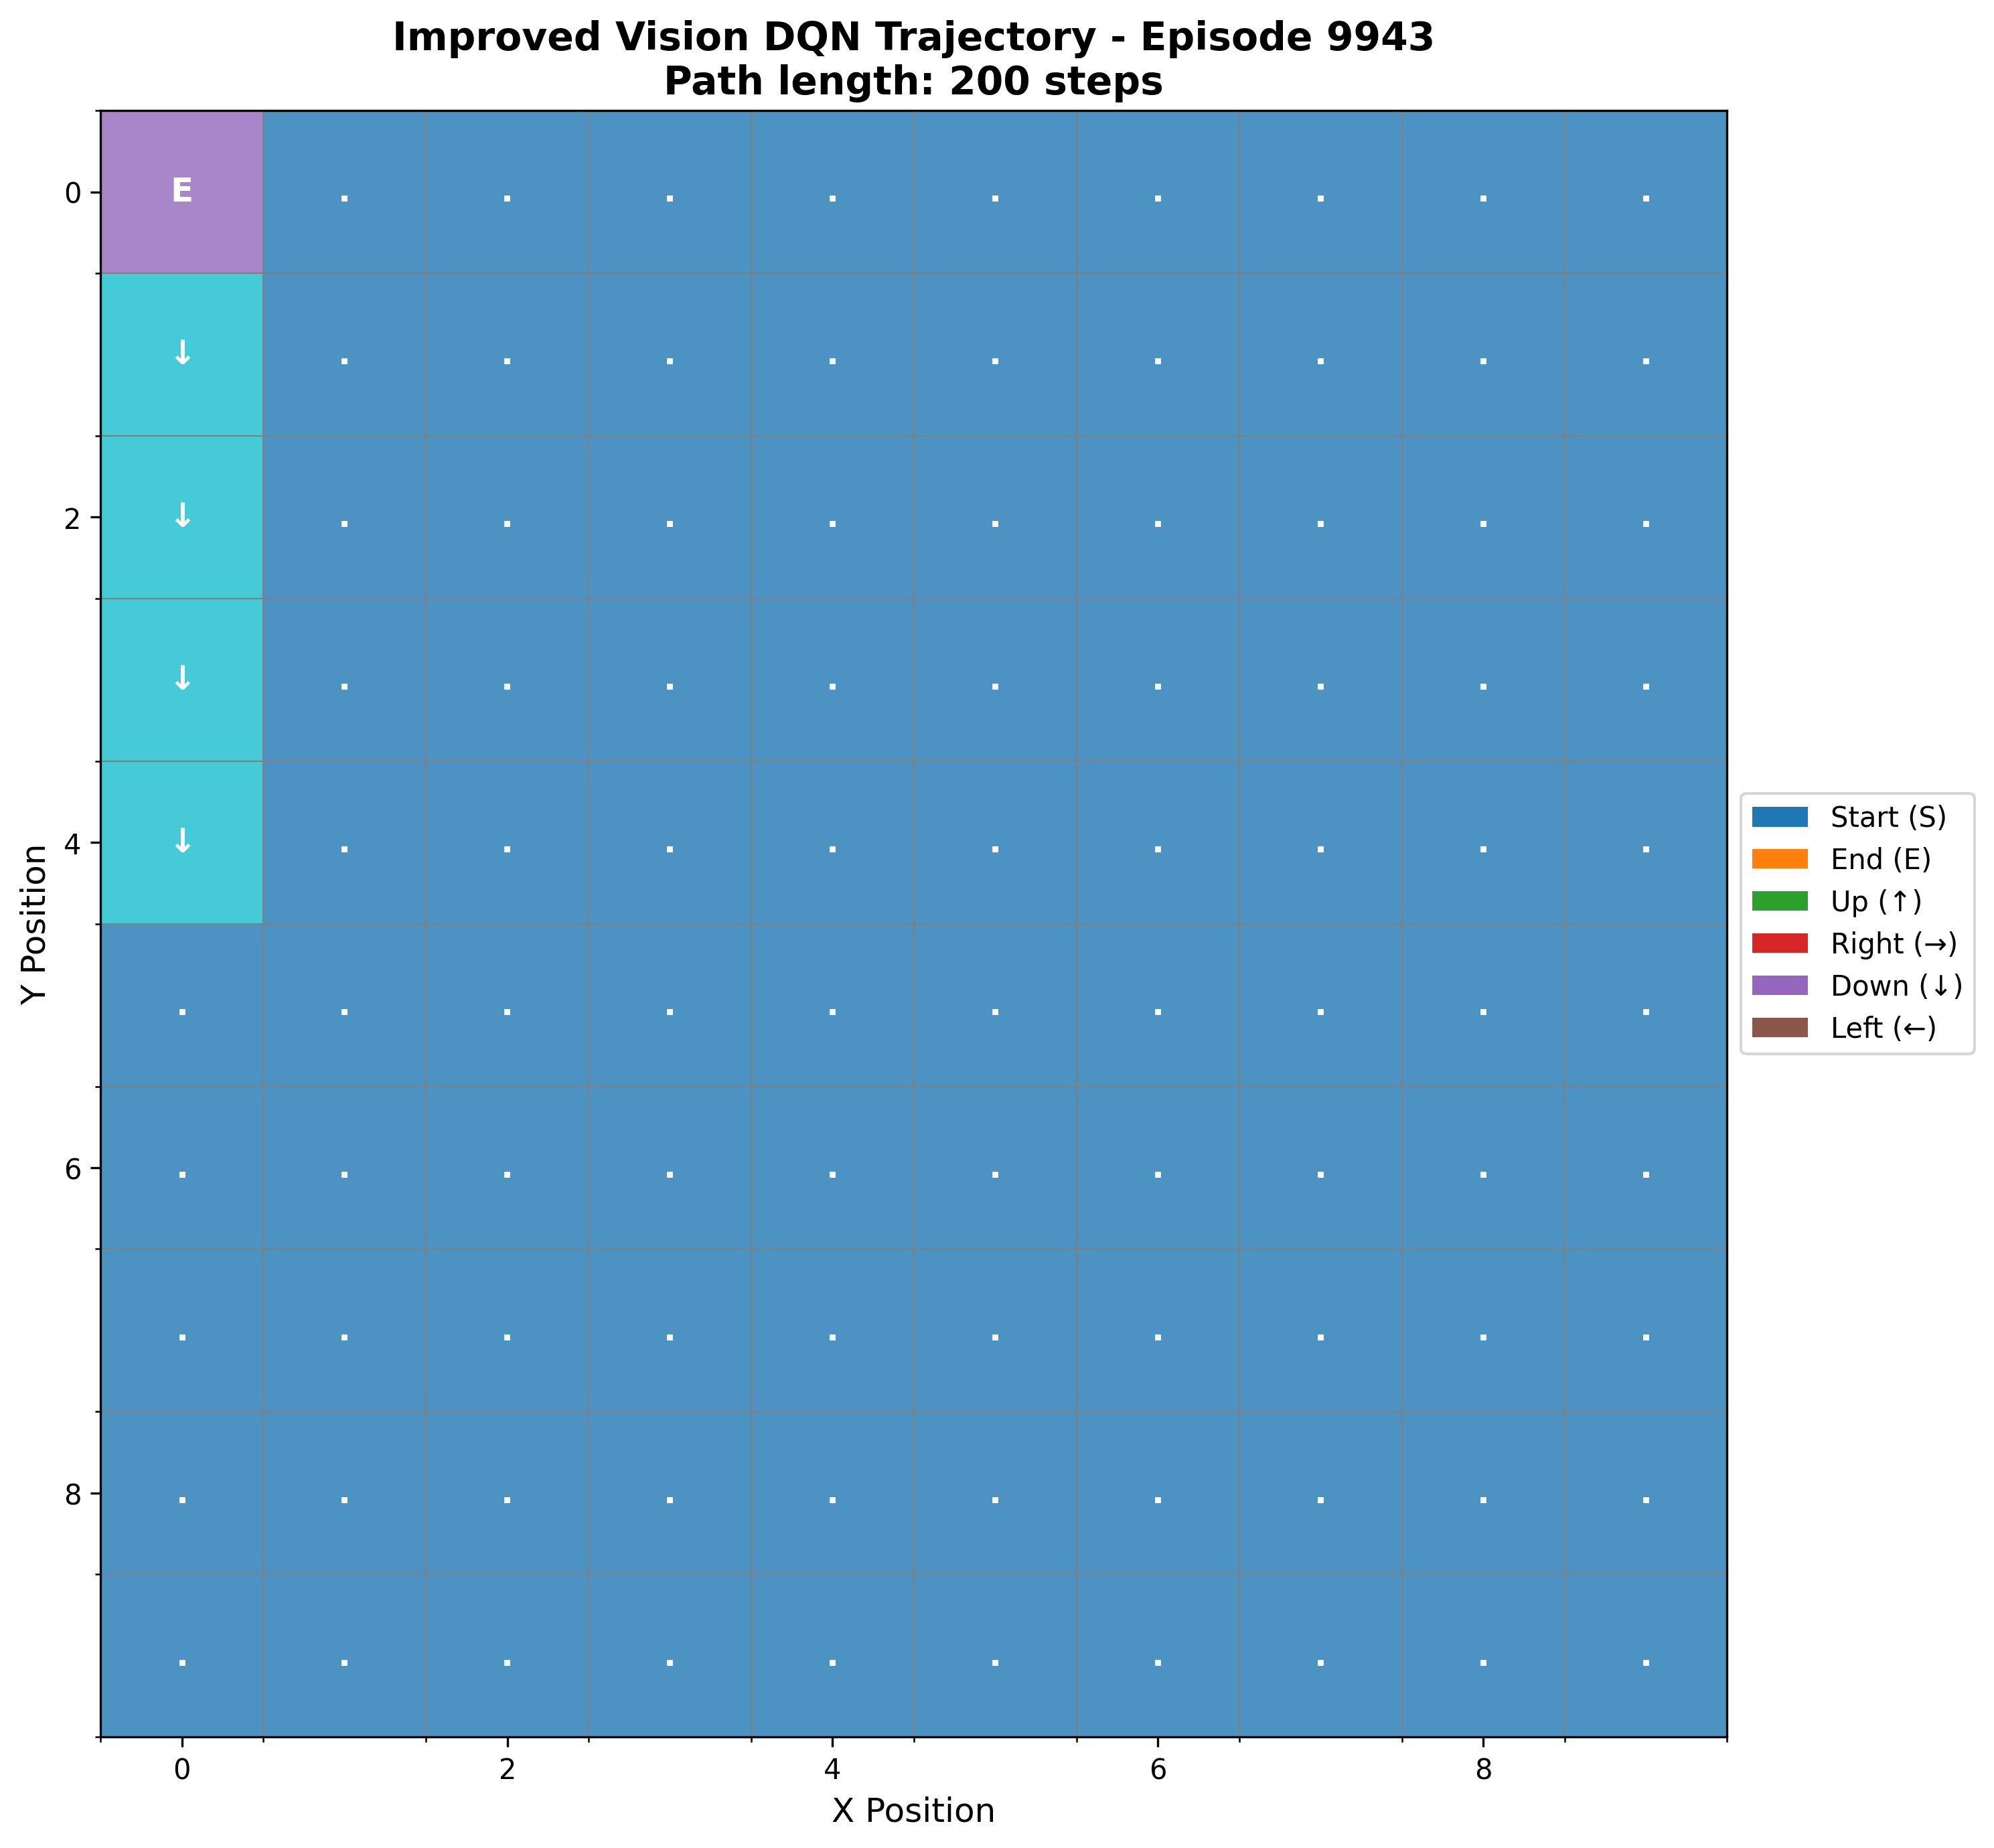 Improved Vision DQN Trajectory - Episode 9943
Path length: 200 steps
0 E . . . . . . . . .
↓ . . . . . . . . .
2 ↓ . . . . . . . . .
↓ . . . . . . . . .
4 ↓ . . . . . . . . .
. . . . . . . . . .
6 . . . . . . . . . .
. . . . . . . . . .
8 . . . . . . . . . .
. . . . . . . . . .
0 2 4 6 8
X Position
Y Position
Start (S)
End (E)
Up (↑)
Right (→)
Down (↓)
Left (←)